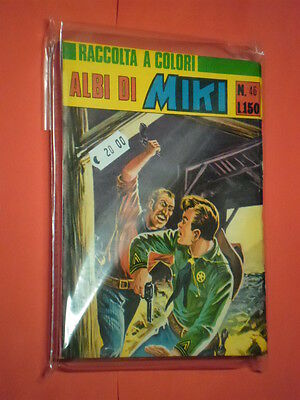 RACCOLTA A COLORI
ALBI DI MIKI
N. 46
L.150
€ 20 00